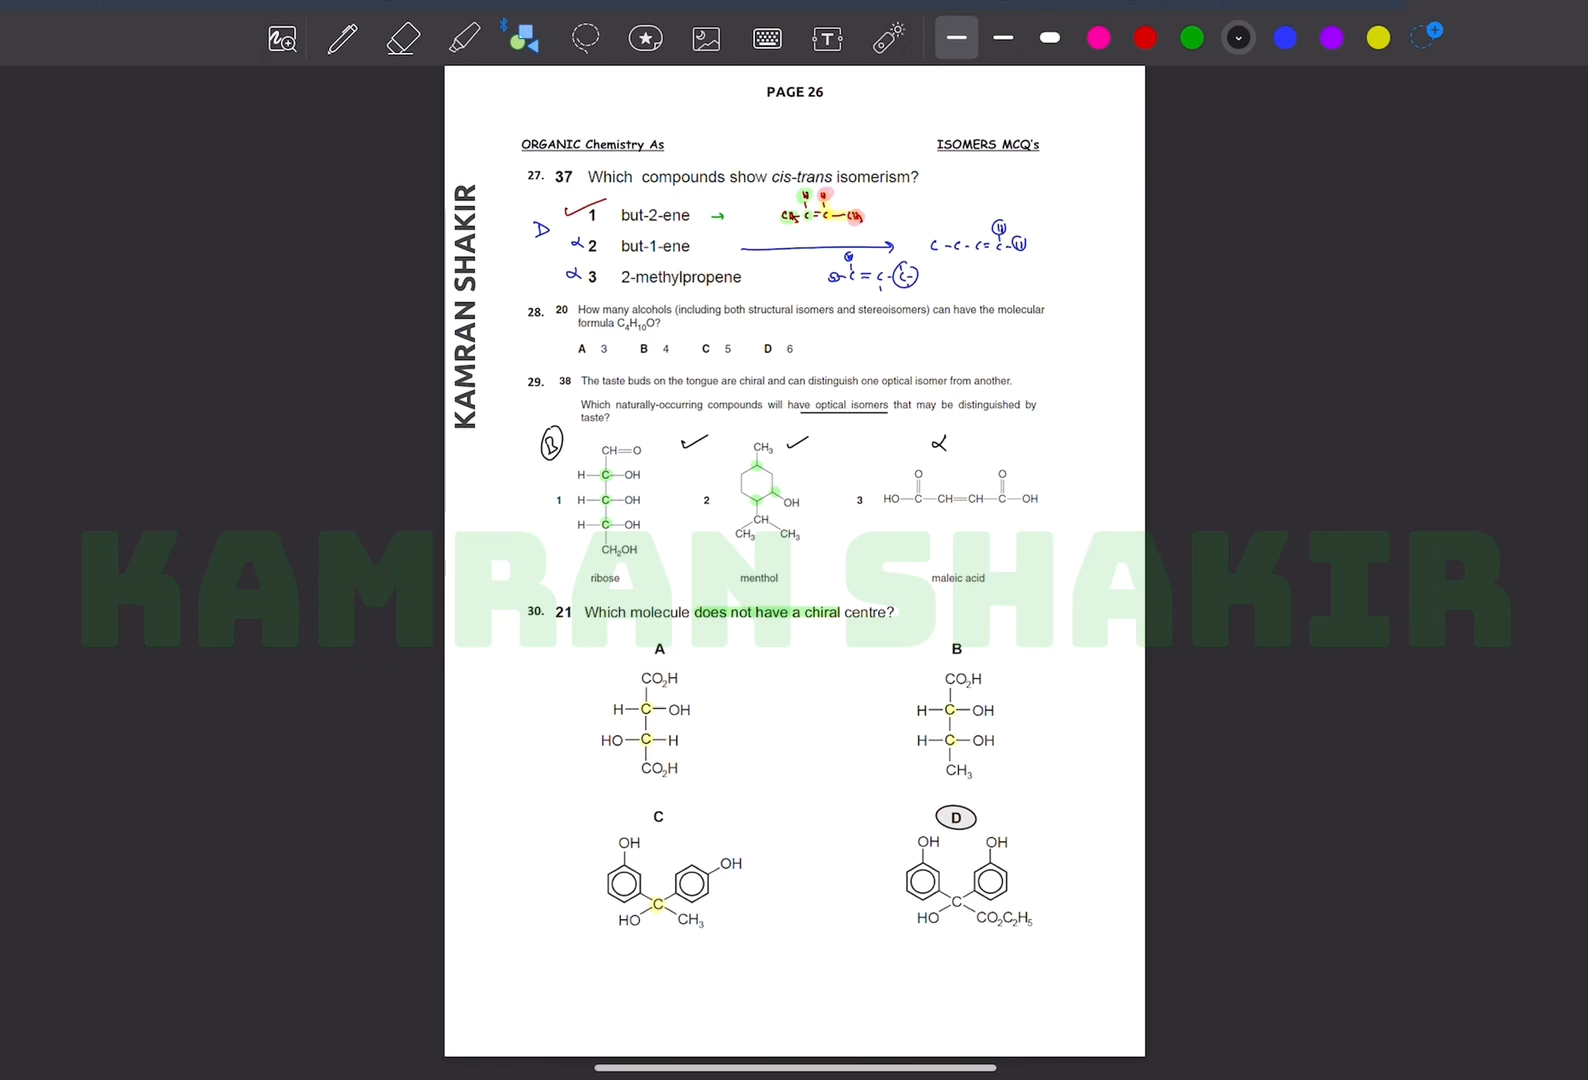 PAGE 26
ORGANIC Chemistry As ISOMERS MCQ's
KAMRAN SHAKIR
27. 37 Which compounds show cis-trans isomerism?
H H
1 but-2-ene → CH₃ C = C — CH₃
D
2 but-1-ene C - C - C = C - H
H
3 2-methylpropene C = C - C -
28. 20 How many alcohols (including both structural isomers and stereoisomers) can have the molecular
formula C₄H₁₀O?
A 3 B 4 C 5 D 6
29. 38 The taste buds on the tongue are chiral and can distinguish one optical isomer from another.
Which naturally-occurring compounds will have optical isomers that may be distinguished by
taste?
B
1
CH=O
H—C—OH
H—C—OH
H—C—OH
CH₂OH
ribose
2
CH₃
OH
CH
CH₃ CH₃
menthol
3
O O
HO—C—CH=CH—C—OH
maleic acid
KAMRAN SHAKIR
30. 21 Which molecule does not have a chiral centre?
A
CO₂H
H—C—OH
HO—C—H
CO₂H
B
CO₂H
H—C—OH
H—C—OH
CH₃
C
OH
OH
C
HO CH₃
D
OH OH
C
HO CO₂C₂H₅